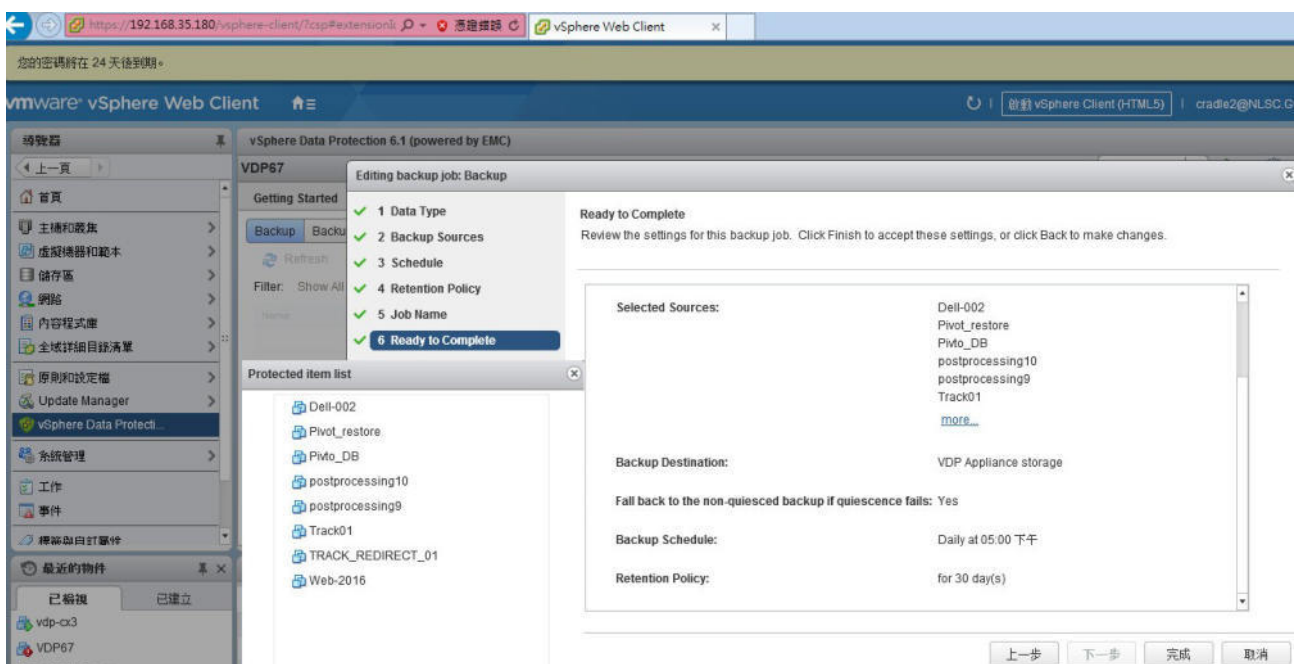 https://192.168.35.180/vsphere-client/?csp#extensionId
憑證錯誤
vSphere Web Client
您的密碼將在 24 天後到期。
vmware® vSphere Web Client
啟動 vSphere Client (HTML5)
cradle2@NLSC.G
導覽器
上一頁
首頁
主機和叢集
虛擬機器和範本
儲存區
網路
內容程式庫
全域詳細目錄清單
原則和設定檔
Update Manager
vSphere Data Protecti...
系統管理
工作
事件
標籤與自訂屬性
最近的物件
已檢視
已建立
vdp-cx3
VDP67
vSphere Data Protection 6.1 (powered by EMC)
VDP67
Getting Started
Backup
Backu
Refresh
Filter: Show All
Name
Editing backup job: Backup
1 Data Type
2 Backup Sources
3 Schedule
4 Retention Policy
5 Job Name
6 Ready to Complete
Ready to Complete
Review the settings for this backup job. Click Finish to accept these settings, or click Back to make changes.
Selected Sources:
Dell-002
Pivot_restore
Pivto_DB
postprocessing10
postprocessing9
Track01
more...
Backup Destination: VDP Appliance storage
Fall back to the non-quiesced backup if quiescence fails: Yes
Backup Schedule: Daily at 05:00 下午
Retention Policy: for 30 day(s)
Protected item list
Dell-002
Pivot_restore
Pivto_DB
postprocessing10
postprocessing9
Track01
TRACK_REDIRECT_01
Web-2016
上一步
下一步
完成
取消